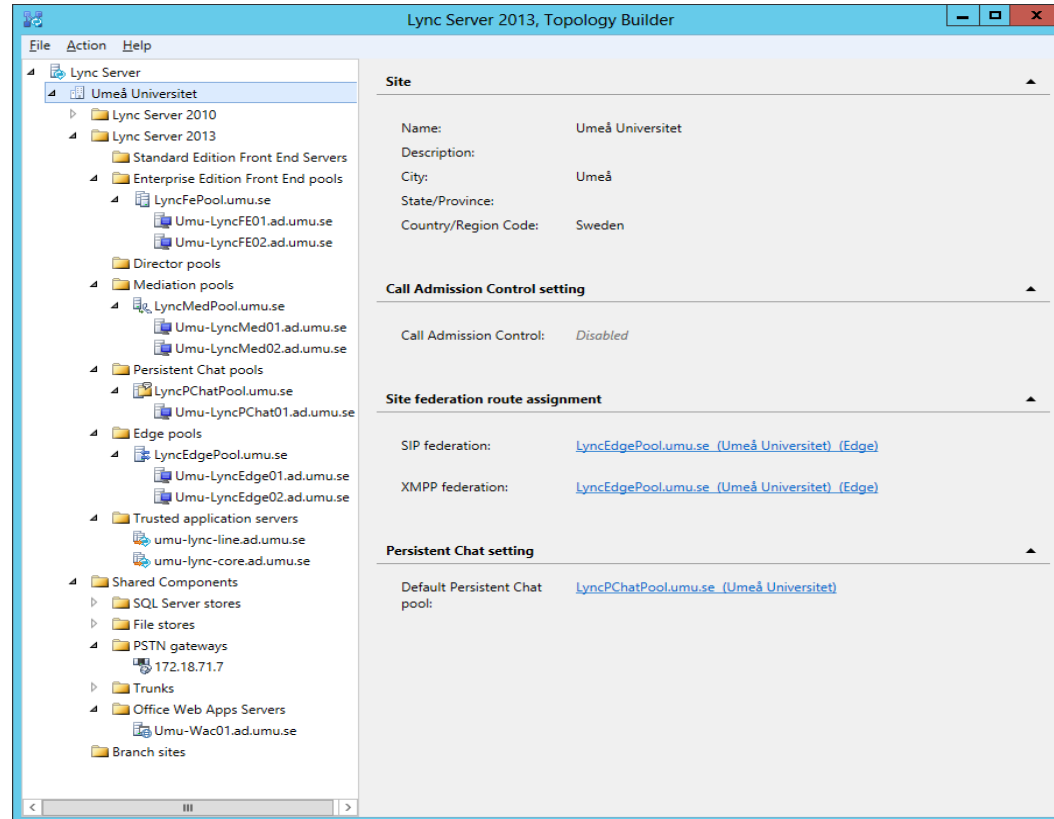 Lync Server 2013, Topology Builder
File Action Help
Lync Server
Umeå Universitet
Lync Server 2010
Lync Server 2013
Standard Edition Front End Servers
Enterprise Edition Front End pools
LyncFePool.umu.se
Umu-LyncFE01.ad.umu.se
Umu-LyncFE02.ad.umu.se
Director pools
Mediation pools
LyncMedPool.umu.se
Umu-LyncMed01.ad.umu.se
Umu-LyncMed02.ad.umu.se
Persistent Chat pools
LyncPChatPool.umu.se
Umu-LyncPChat01.ad.umu.se
Edge pools
LyncEdgePool.umu.se
Umu-LyncEdge01.ad.umu.se
Umu-LyncEdge02.ad.umu.se
Trusted application servers
umu-lync-line.ad.umu.se
umu-lync-core.ad.umu.se
Shared Components
SQL Server stores
File stores
PSTN gateways
172.18.71.7
Trunks
Office Web Apps Servers
Umu-Wac01.ad.umu.se
Branch sites
Site
Name: Umeå Universitet
Description:
City: Umeå
State/Province:
Country/Region Code: Sweden
Call Admission Control setting
Call Admission Control: Disabled
Site federation route assignment
SIP federation: LyncEdgePool.umu.se (Umeå Universitet) (Edge)
XMPP federation: LyncEdgePool.umu.se (Umeå Universitet) (Edge)
Persistent Chat setting
Default Persistent Chat LyncPChatPool.umu.se (Umeå Universitet)
pool: